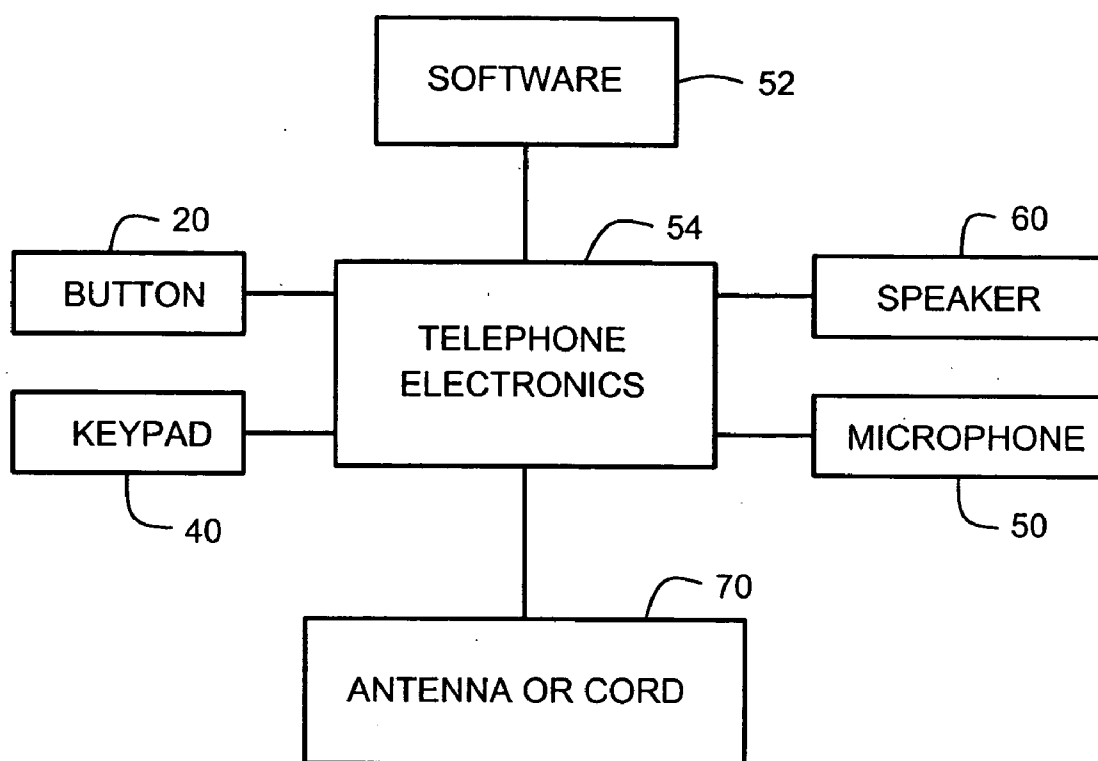 SOFTWARE
52
20
54
60
BUTTON
SPEAKER
TELEPHONE
ELECTRONICS
KEYPAD
MICROPHONE
40
50
70
ANTENNA OR CORD